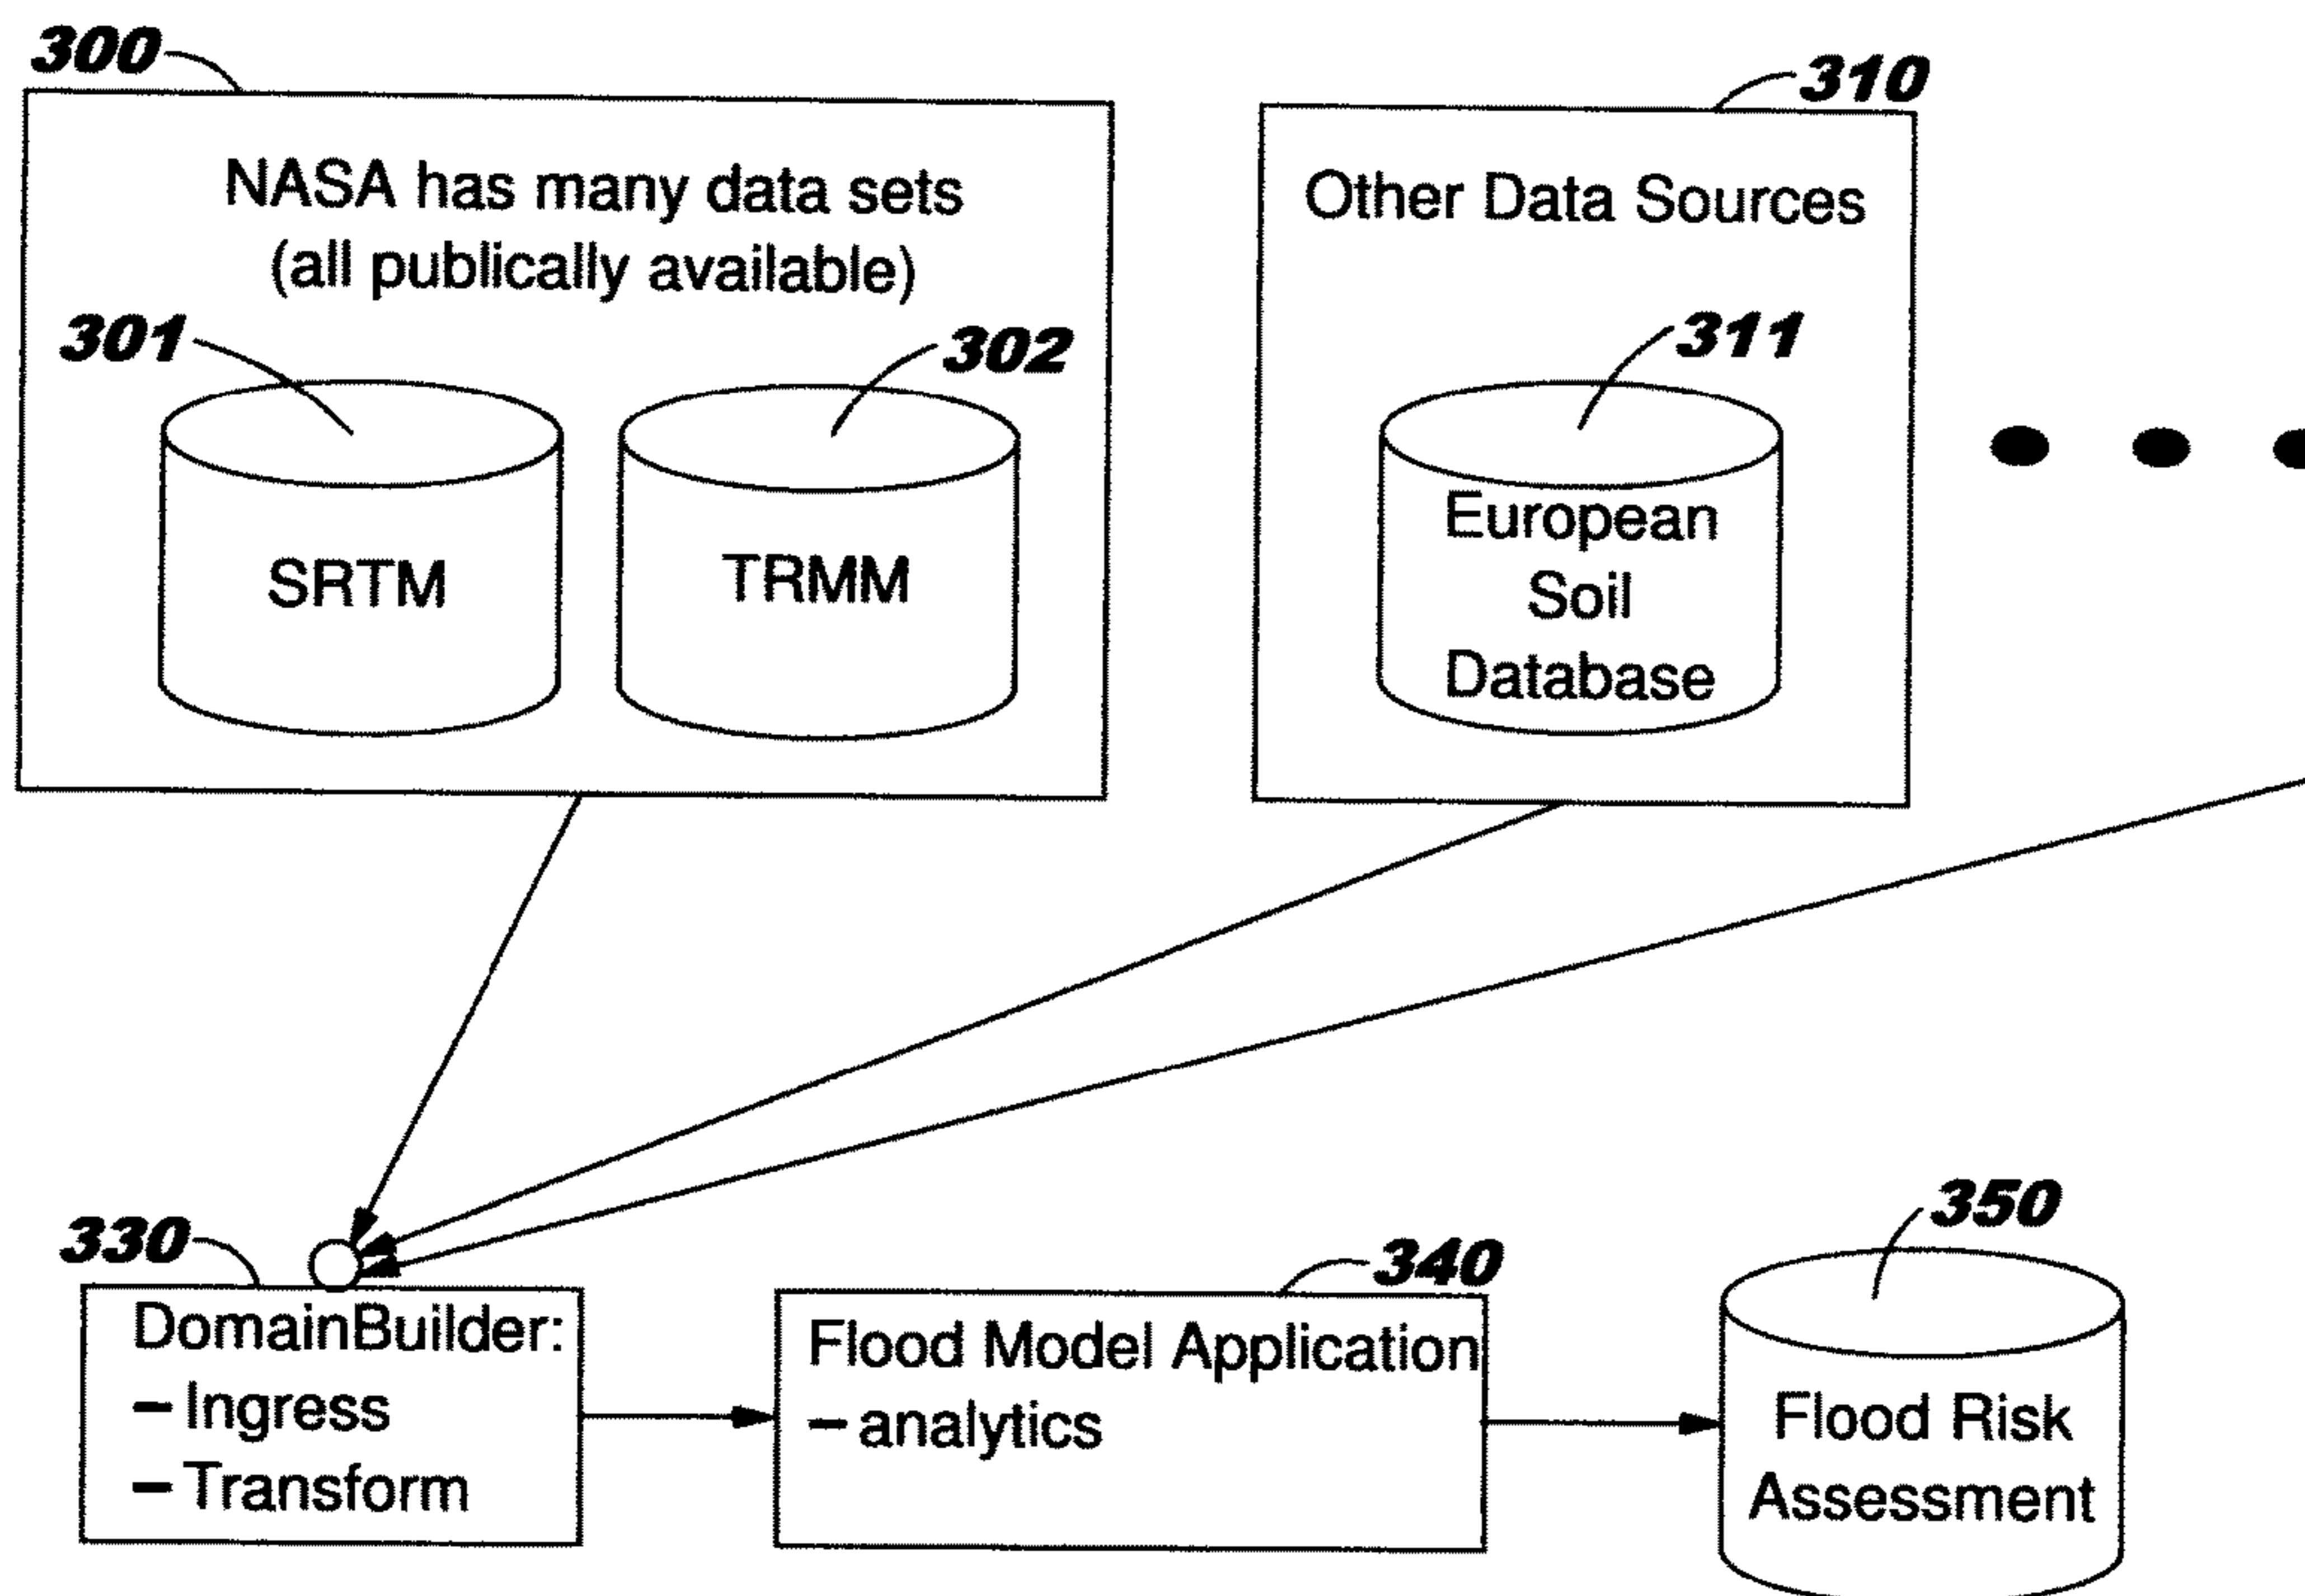 300
310
NASA has many data sets
(all publically available)
Other Data Sources
301
302
311
SRTM
TRMM
European
Soil
Database
330
340
350
DomainBuilder:
– Ingress
– Transform
Flood Model Application
– analytics
Flood Risk
Assessment